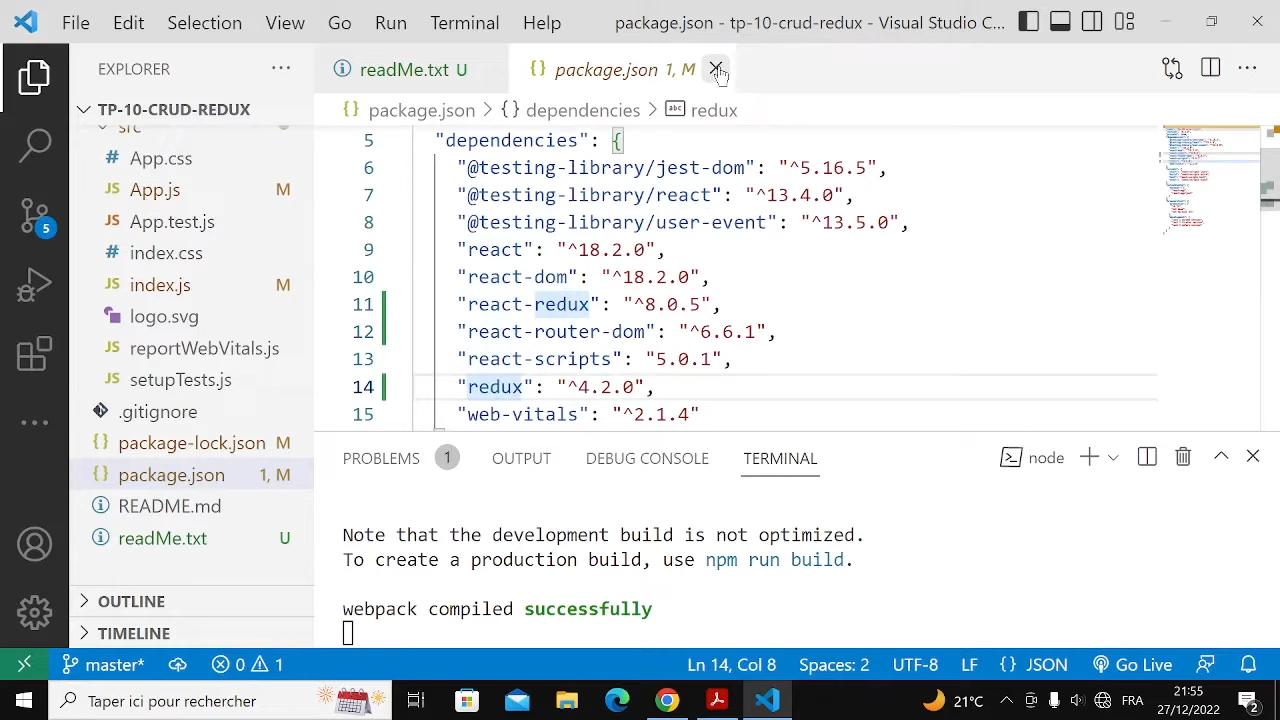 File Edit Selection View Go Run Terminal Help package.json - tp-10-crud-redux - Visual Studio C...
EXPLORER
TP-10-CRUD-REDUX
src
# App.css
JS App.js M
JS App.test.js
# index.css
JS index.js M
logo.svg
JS reportWebVitals.js
JS setupTests.js
.gitignore
{} package-lock.json M
{} package.json 1, M
README.md
readMe.txt U
OUTLINE
TIMELINE
5
readMe.txt U {} package.json 1, M
{} package.json > {} dependencies > abc redux
5 "dependencies": {
6 "@testing-library/jest-dom": "^5.16.5",
7 "@testing-library/react": "^13.4.0",
8 "@testing-library/user-event": "^13.5.0",
9 "react": "^18.2.0",
10 "react-dom": "^18.2.0",
11 "react-redux": "^8.0.5",
12 "react-router-dom": "^6.6.1",
13 "react-scripts": "5.0.1",
14 "redux": "^4.2.0",
15 "web-vitals": "^2.1.4"
PROBLEMS 1 OUTPUT DEBUG CONSOLE TERMINAL node
Note that the development build is not optimized.
To create a production build, use npm run build.
webpack compiled successfully
master* 0 1 Ln 14, Col 8 Spaces: 2 UTF-8 LF {} JSON Go Live
Taper ici pour rechercher 21°C FRA 21:55
27/12/2022 2